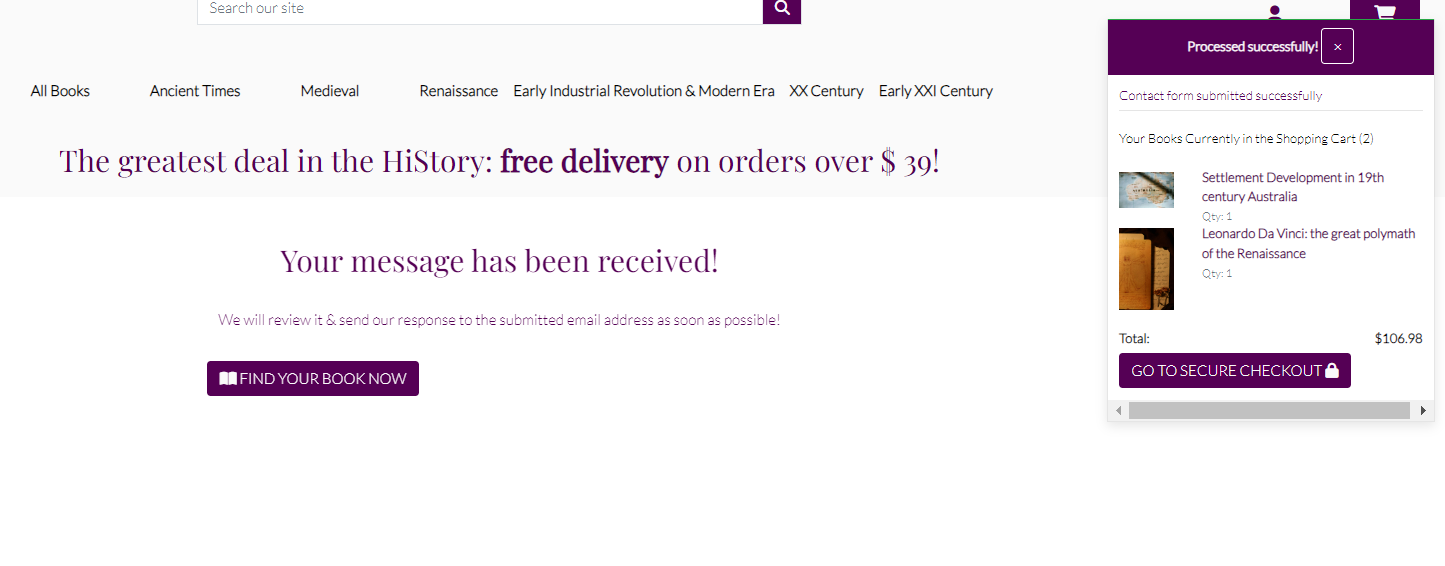 Search our site
All Books Ancient Times Medieval Renaissance Early Industrial Revolution & Modern Era XX Century Early XXI Century
The greatest deal in the HiStory: free delivery on orders over $ 39!
Your message has been received!
We will review it & send our response to the submitted email address as soon as possible!
FIND YOUR BOOK NOW
Processed successfully! ×
Contact form submitted successfully
Your Books Currently in the Shopping Cart (2)
Settlement Development in 19th
century Australia
Qty: 1
Leonardo Da Vinci: the great polymath
of the Renaissance
Qty: 1
Total: $106.98
GO TO SECURE CHECKOUT